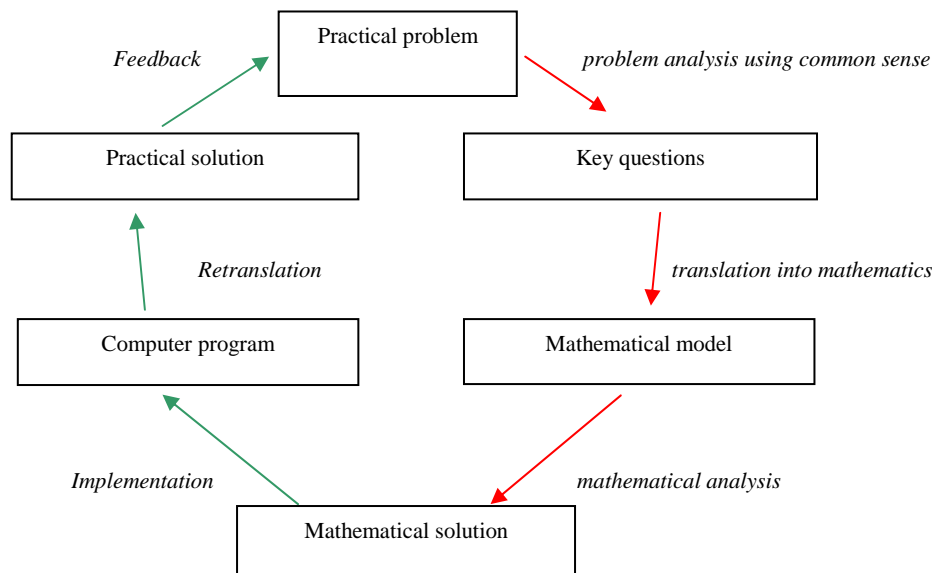 Practical problem
Feedback
problem analysis using common sense
Practical solution
Key questions
Retranslation
translation into mathematics
Computer program
Mathematical model
Implementation
mathematical analysis
Mathematical solution